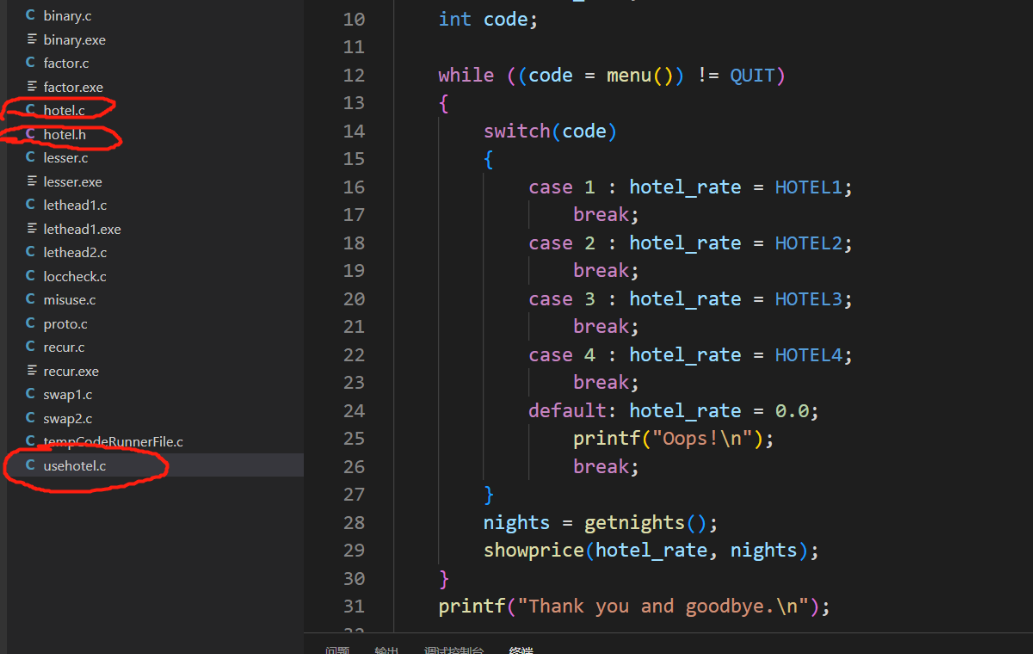 C binary.c
binary.exe
C factor.c
factor.exe
C hotel.c
C hotel.h
C lesser.c
lesser.exe
C lethead1.c
lethead1.exe
C lethead2.c
C loccheck.c
C misuse.c
C proto.c
C recur.c
recur.exe
C swap1.c
C swap2.c
C tempCodeRunnerFile.c
C usehotel.c
10 int code;
11
12 while ((code = menu()) != QUIT)
13 {
14 switch(code)
15 {
16 case 1 : hotel_rate = HOTEL1;
17 break;
18 case 2 : hotel_rate = HOTEL2;
19 break;
20 case 3 : hotel_rate = HOTEL3;
21 break;
22 case 4 : hotel_rate = HOTEL4;
23 break;
24 default: hotel_rate = 0.0;
25 printf("Oops!\n");
26 break;
27 }
28 nights = getnights();
29 showprice(hotel_rate, nights);
30 }
31 printf("Thank you and goodbye.\n");
问题 输出 调试控制台 终端